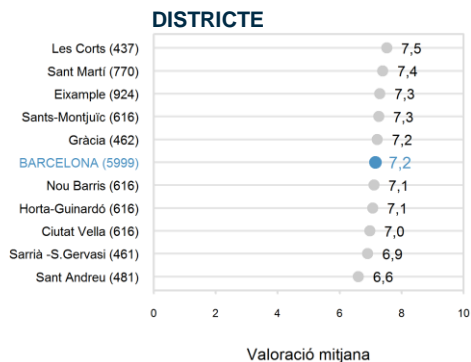 DISTRICTE
Les Corts (437) 7,5
Sant Martí (770) 7,4
Eixample (924) 7,3
Sants-Montjuïc (616) 7,3
Gràcia (462) 7,2
BARCELONA (5999) 7,2
Nou Barris (616) 7,1
Horta-Guinardó (616) 7,1
Ciutat Vella (616) 7,0
Sarrià -S.Gervasi (461) 6,9
Sant Andreu (481) 6,6
0 2 4 6 8 10
Valoració mitjana